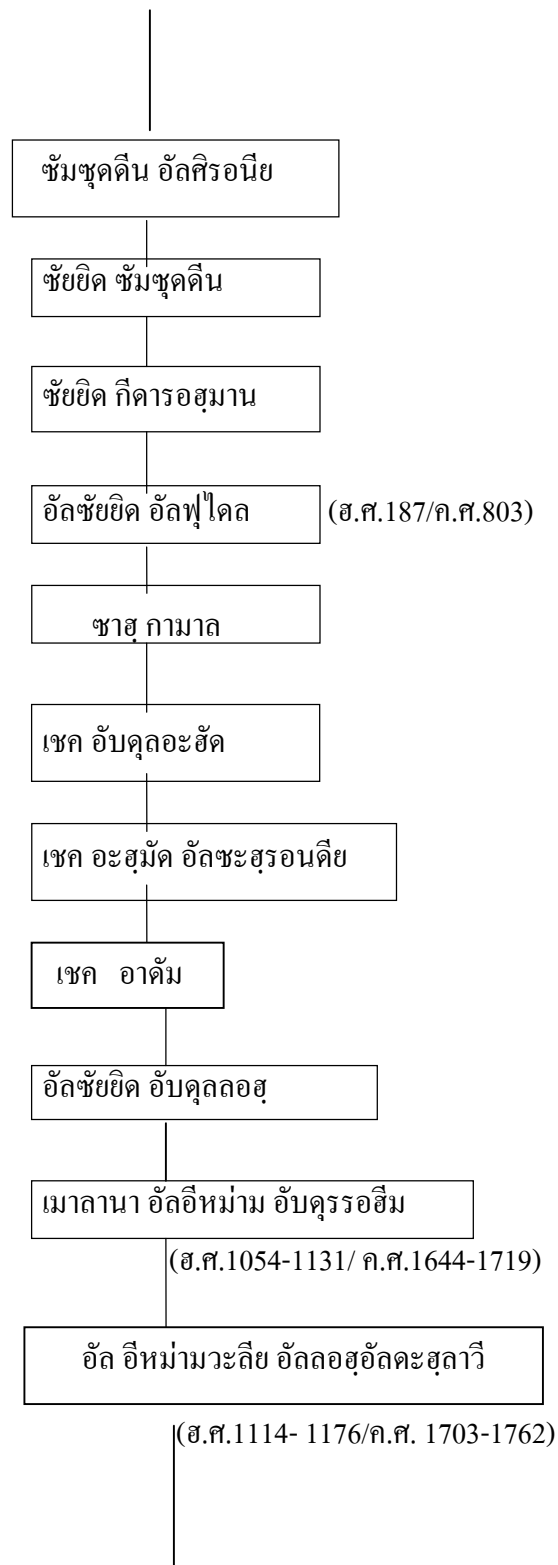 ซัมซุดดีน อัลศิรอนีย
ซัยยิด ซัมซุดดีน
ซัยยิด กีดารอฮฺมาน
อัลซัยยิด อัลฟุไดล (ฮ.ศ.187/ค.ศ.803)
ซาฮฺ กามาล
เชค อับดุลอะฮัด
เชค อะฮฺมัด อัลซะฮฺรอนดีย
เชค อาดัม
อัลซัยยิด อับดุลลอฮฺ
เมาลานา อัลอีหม่าม อับดุรรอฮีม
(ฮ.ศ.1054-1131/ ค.ศ.1644-1719)
อัล อีหม่ามวะลีย อัลลอฮฺอัลดะฮฺลาวี
(ฮ.ศ.1114- 1176/ค.ศ. 1703-1762)